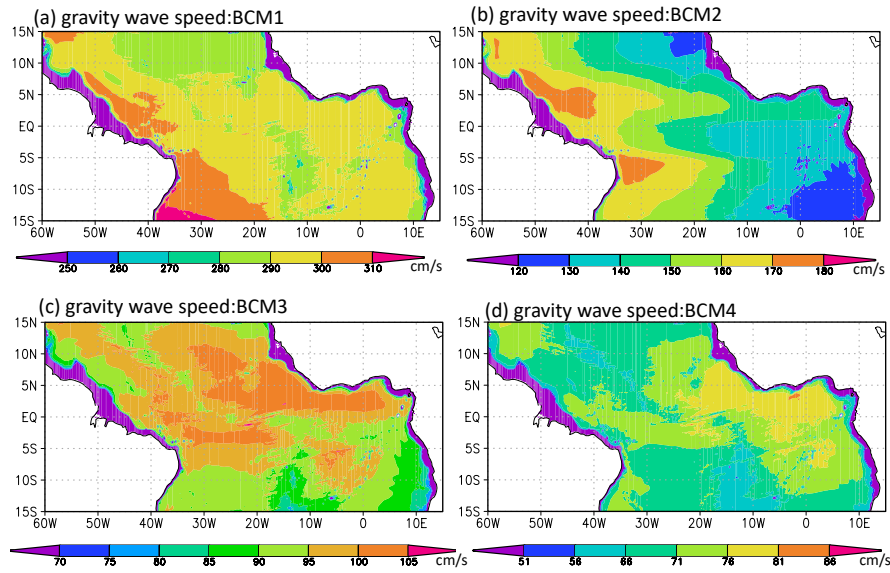 (a) gravity wave speed:BCM1
(b) gravity wave speed:BCM2
15N 15N
10N 10N
5N 5N
EQ EQ
5S 5S
10S 10S
15S 15S
60W 50W 40W 30W 20W 10W 0 10E 60W 50W 40W 30W 20W 10W 0 10E
250 260 270 280 290 300 310 cm/s 120 130 140 150 160 170 180 cm/s
(c) gravity wave speed:BCM3
(d) gravity wave speed:BCM4
15N 15N
10N 10N
5N 5N
EQ EQ
5S 5S
10S 10S
15S 15S
60W 50W 40W 30W 20W 10W 0 10E 60W 50W 40W 30W 20W 10W 0 10E
70 75 80 85 90 95 100 105 cm/s 51 56 66 71 76 81 86 cm/s